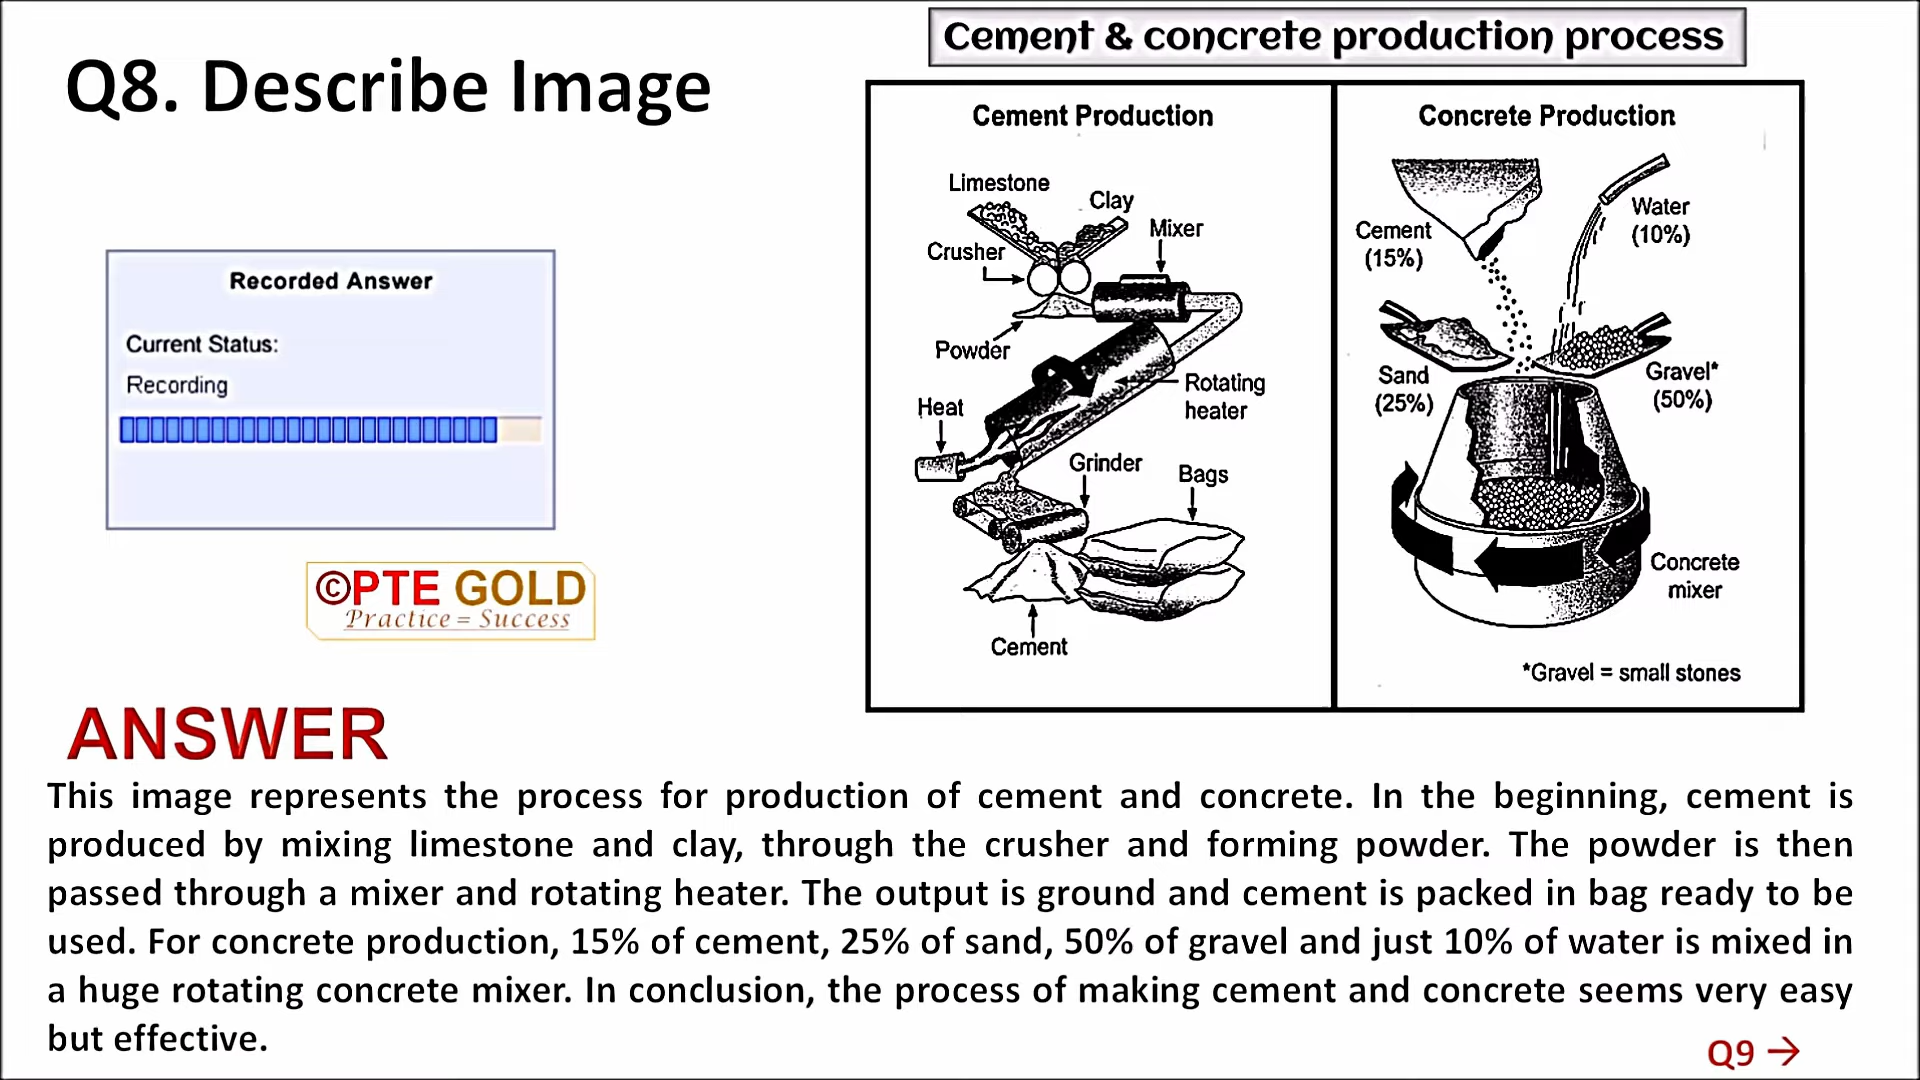 Q8. Describe Image
Cement & concrete production process
Recorded Answer
Current Status:
Recording
©PTE GOLD
Practice = Success
Cement Production
Limestone
Clay
Mixer
Crusher
Powder
Rotating
heater
Heat
Grinder
Bags
Cement
Concrete Production
Water
(10%)
Cement
(15%)
Sand
(25%)
Gravel*
(50%)
Concrete
mixer
*Gravel = small stones
ANSWER
This image represents the process for production of cement and concrete. In the beginning, cement is
produced by mixing limestone and clay, through the crusher and forming powder. The powder is then
passed through a mixer and rotating heater. The output is ground and cement is packed in bag ready to be
used. For concrete production, 15% of cement, 25% of sand, 50% of gravel and just 10% of water is mixed in
a huge rotating concrete mixer. In conclusion, the process of making cement and concrete seems very easy
but effective.
Q9 →